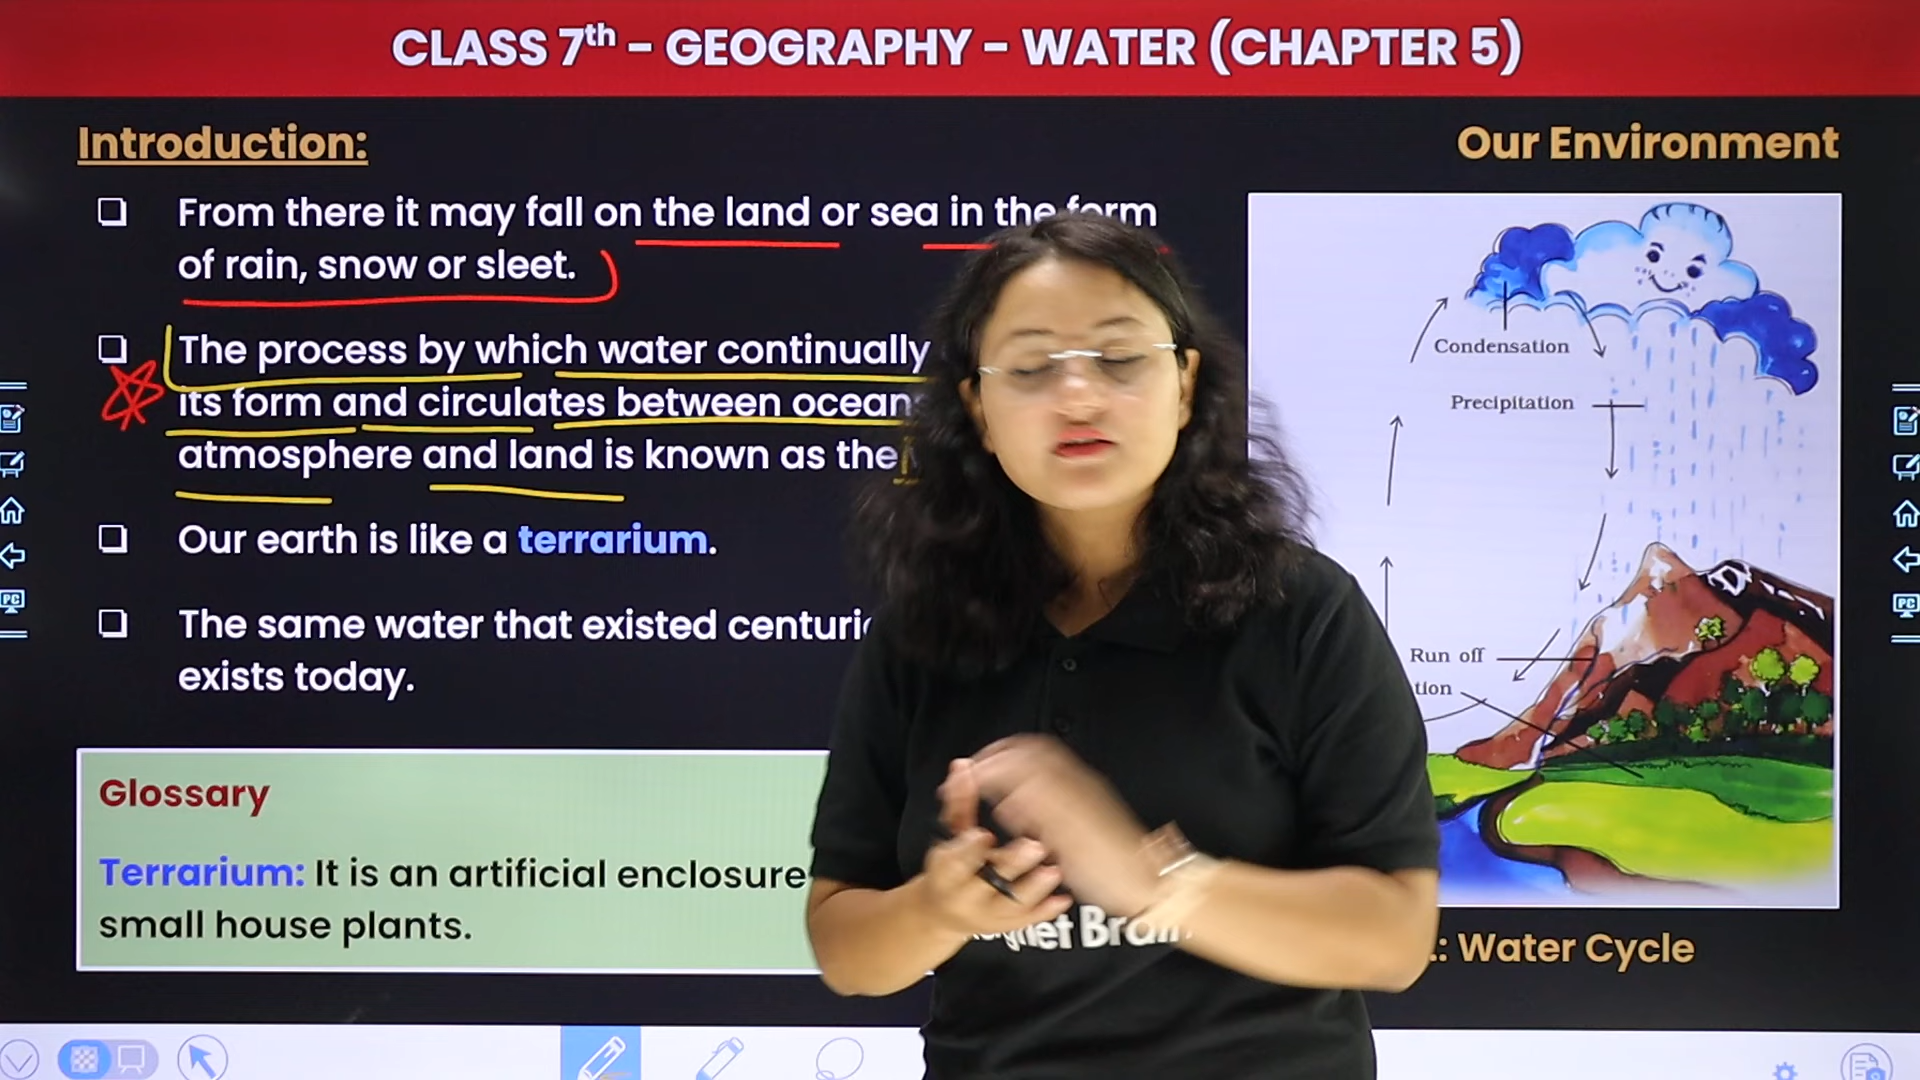 CLASS 7th - GEOGRAPHY - WATER (CHAPTER 5)
Introduction:
Our Environment
❑ From there it may fall on the land or sea in the form
of rain, snow or sleet.
❑ The process by which water continually
its form and circulates between
atmosphere and land is known as the
❑ Our earth is like a terrarium.
❑ The same water that existed
exists today.
Glossary
Terrarium: It is an artificial enclosure
small house plants.
Condensation
Precipitation
Run off
: Water Cycle
PC
PC